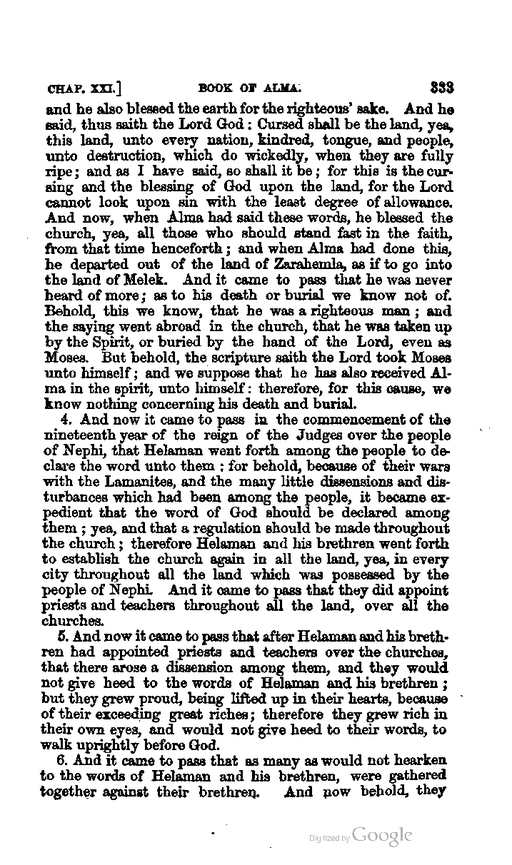 CHAP. XXI.] BOOK OF ALMA. 333
and he also blessed the earth for the righteous' sake. And he
said, thus saith the Lord God: Cursed shall be the land, yea,
this land, unto every nation, kindred, tongue, and people,
unto destruction, which do wickedly, when they are fully
ripe; and as I have said, so shall it be; for this is the cur-
sing and the blessing of God upon the land, for the Lord
cannot look upon sin with the least degree of allowance.
And now, when Alma had said these words, he blessed the
church, yea, all those who should stand fast in the faith,
from that time henceforth; and when Alma had done this,
he departed out of the land of Zarahemla, as if to go into
the land of Melek. And it came to pass that he was never
heard of more; as to his death or burial we know not of.
Behold, this we know, that he was a righteous man; and
the saying went abroad in the church, that he was taken up
by the Spirit, or buried by the hand of the Lord, even as
Moses. But behold, the scripture saith the Lord took Moses
unto himself; and we suppose that he has also received Al-
ma in the spirit, unto himself: therefore, for this cause, we
know nothing concerning his death and burial.
4. And now it came to pass in the commencement of the
nineteenth year of the reign of the Judges over the people
of Nephi, that Helaman went forth among the people to de-
clare the word unto them: for behold, because of their wars
with the Lamanites, and the many little dissensions and dis-
turbances which had been among the people, it became ex-
pedient that the word of God should be declared among
them; yea, and that a regulation should be made throughout
the church; therefore Helaman and his brethren went forth
to establish the church again in all the land, yea, in every
city throughout all the land which was possessed by the
people of Nephi. And it came to pass that they did appoint
priests and teachers throughout all the land, over all the
churches.
5. And now it came to pass that after Helaman and his breth-
ren had appointed priests and teachers over the churches,
that there arose a dissension among them, and they would
not give heed to the words of Helaman and his brethren;
but they grew proud, being lifted up in their hearts, because
of their exceeding great riches; therefore they grew rich in
their own eyes, and would not give heed to their words, to
walk uprightly before God.
6. And it came to pass that as many as would not hearken
to the words of Helaman and his brethren, were gathered
together against their brethren. And now behold, they
Digitized by Google